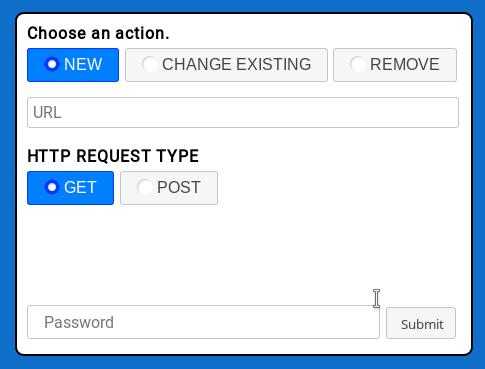 Choose an action.
NEW CHANGE EXISTING REMOVE
URL
HTTP REQUEST TYPE
GET POST
Password Submit